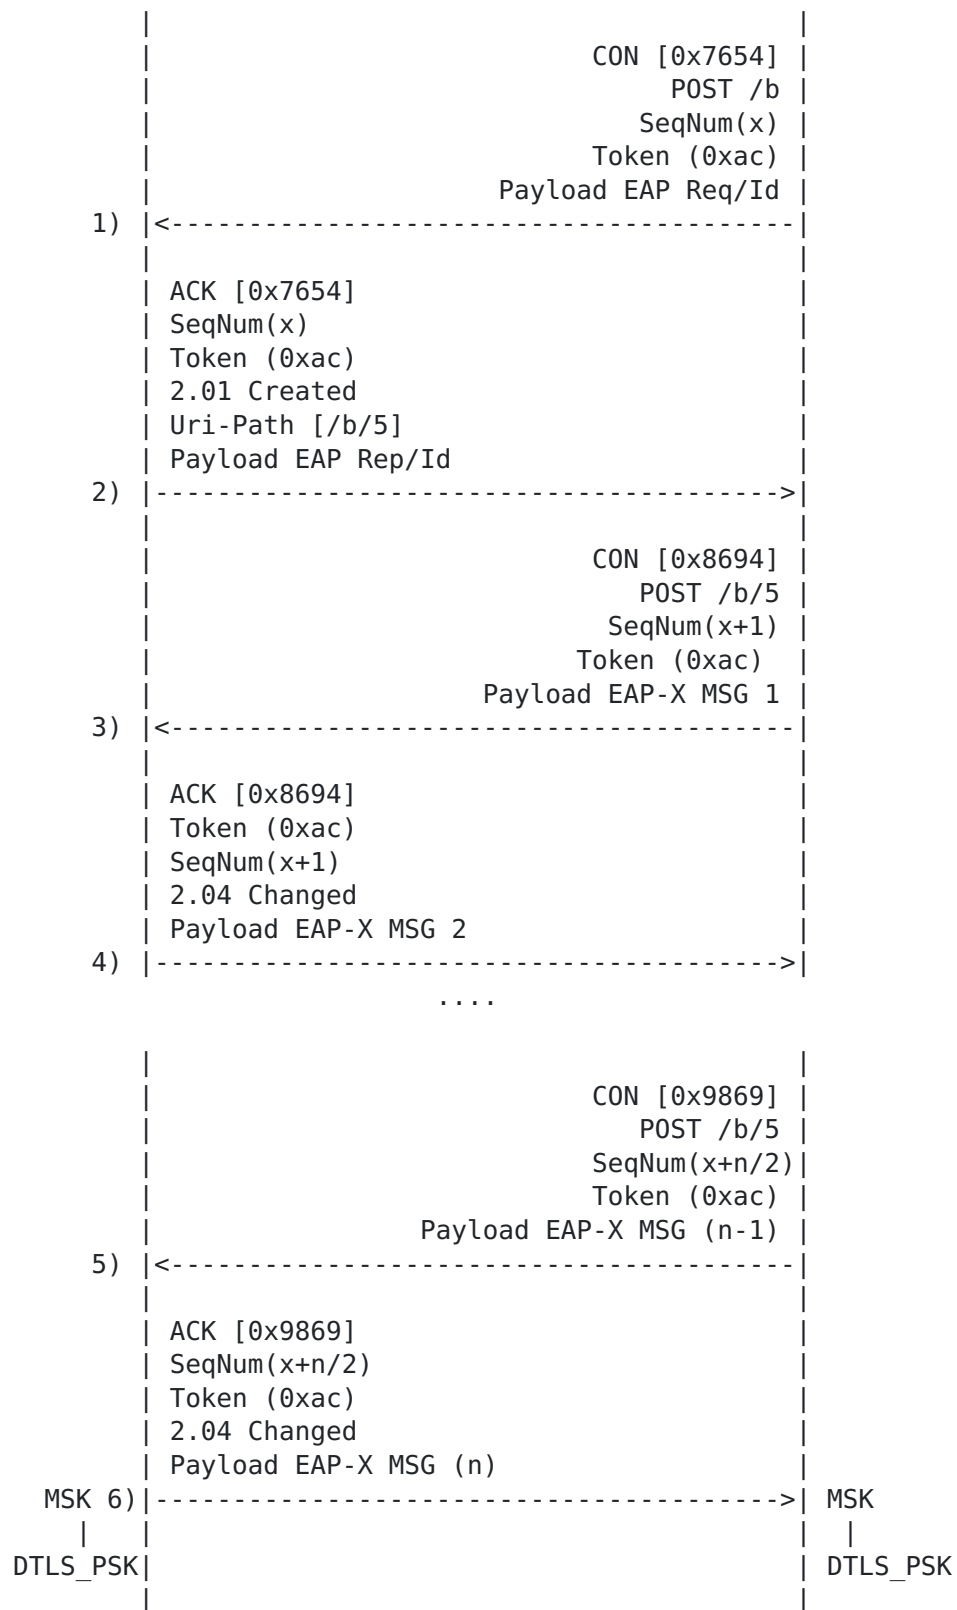 |                                         |
|                            CON [0x7654] |
|                                 POST /b |
|                               SeqNum(x) |
|                            Token (0xac) |
|                      Payload EAP Req/Id |
1) |<----------------------------------------|
|                                         |
| ACK [0x7654]                            |
| SeqNum(x)                               |
| Token (0xac)                            |
| 2.01 Created                            |
| Uri-Path [/b/5]                         |
| Payload EAP Rep/Id                      |
2) |---------------------------------------->|
|                                         |
|                            CON [0x8694] |
|                               POST /b/5 |
|                             SeqNum(x+1) |
|                           Token (0xac)  |
|                     Payload EAP-X MSG 1 |
3) |<----------------------------------------|
|                                         |
| ACK [0x8694]                            |
| Token (0xac)                            |
| SeqNum(x+1)                             |
| 2.04 Changed                            |
| Payload EAP-X MSG 2                     |
4) |---------------------------------------->|
....
|                                         |
|                            CON [0x9869] |
|                               POST /b/5 |
|                            SeqNum(x+n/2)|
|                            Token (0xac) |
|                 Payload EAP-X MSG (n-1) |
5) |<----------------------------------------|
|                                         |
| ACK [0x9869]                            |
| SeqNum(x+n/2)                           |
| Token (0xac)                            |
| 2.04 Changed                            |
| Payload EAP-X MSG (n)                   |
MSK 6)|---------------------------------------->| MSK
|   |                                         |  |
DTLS_PSK|                                         | DTLS_PSK
|                                         |